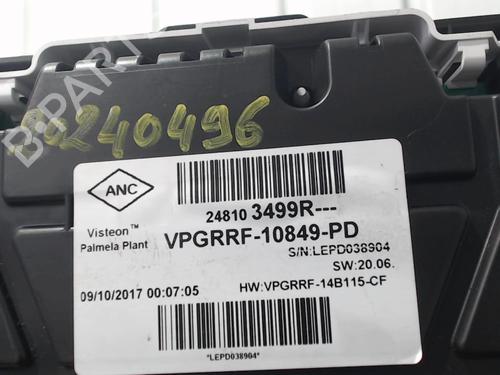 B-PART
20240496
ANC
Visteon™
Palmela Plant
24810 3499R---
VPGRRF-10849-PD
S/N:LEPD038904
SW:20.06.
09/10/2017 00:07:05
HW:VPGRRF-14B115-CF
*LEPD038904*